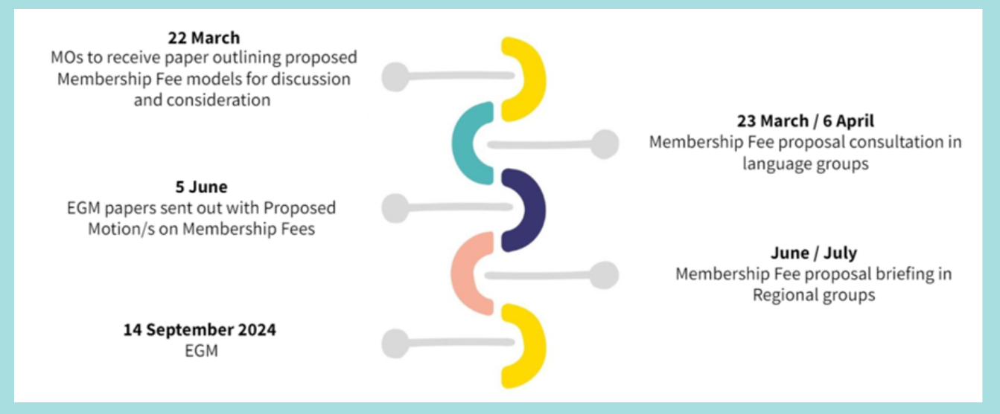 22 March
MOs to receive paper outlining proposed
Membership Fee models for discussion
and consideration
23 March / 6 April
Membership Fee proposal consultation in
language groups
5 June
EGM papers sent out with Proposed
Motion/s on Membership Fees
June / July
Membership Fee proposal briefing in
Regional groups
14 September 2024
EGM